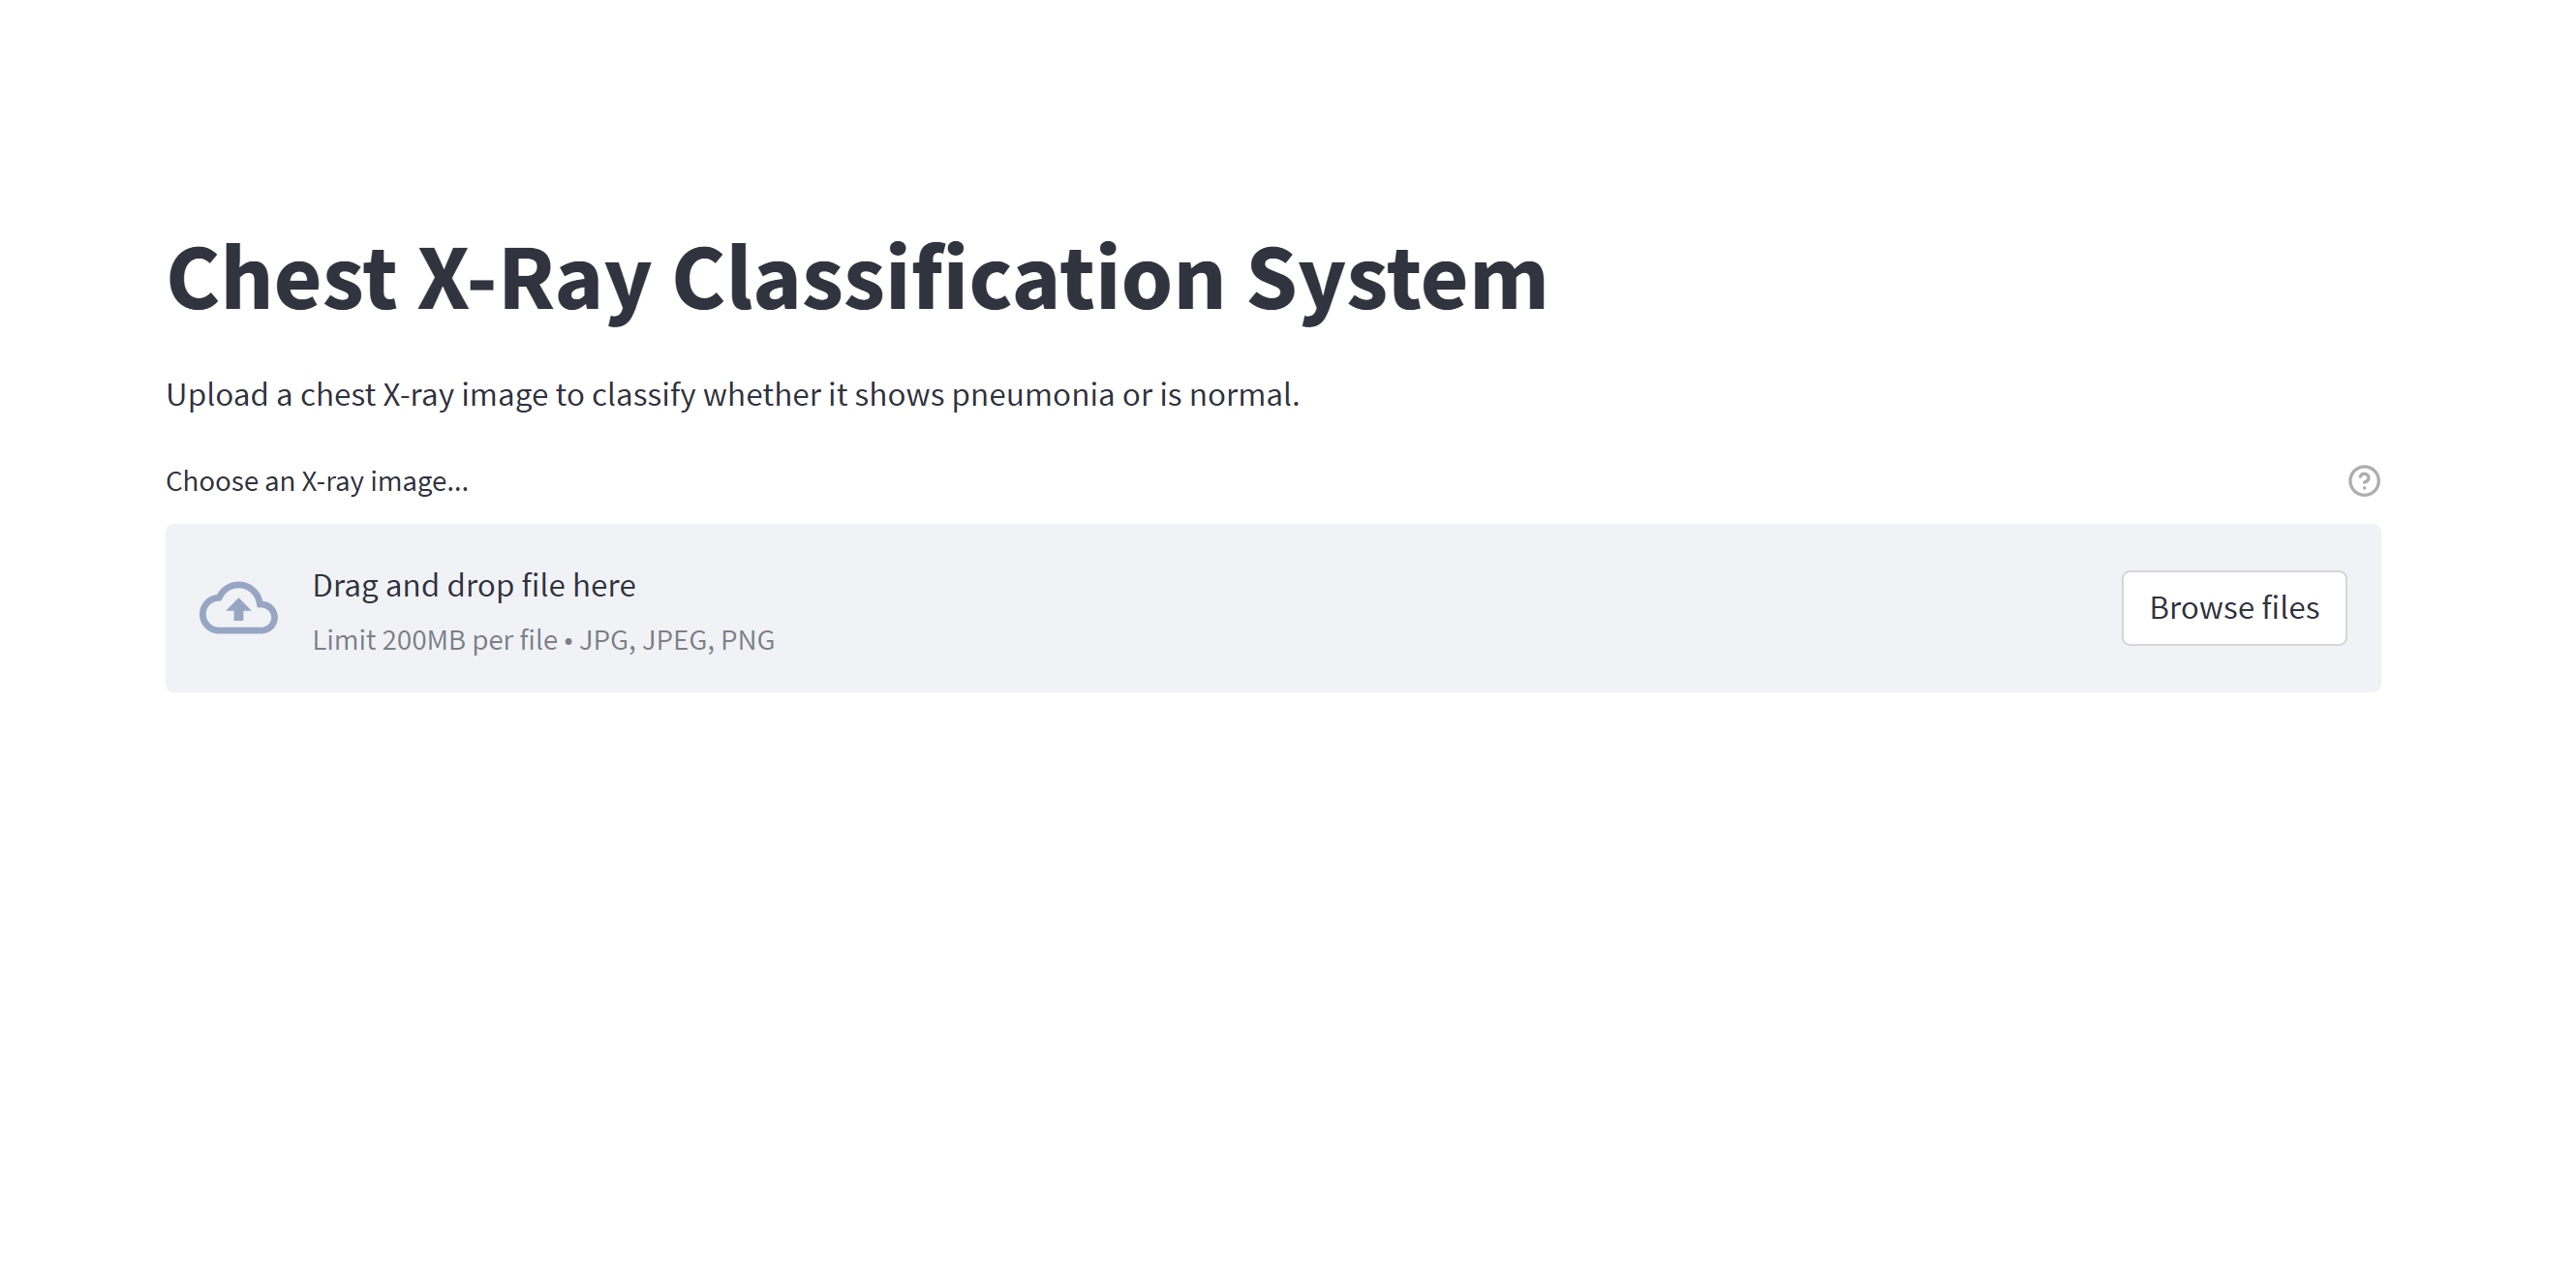 Chest X-Ray Classification System
Upload a chest X-ray image to classify whether it shows pneumonia or is normal.
Choose an X-ray image...
Drag and drop file here
Limit 200MB per file • JPG, JPEG, PNG
Browse files